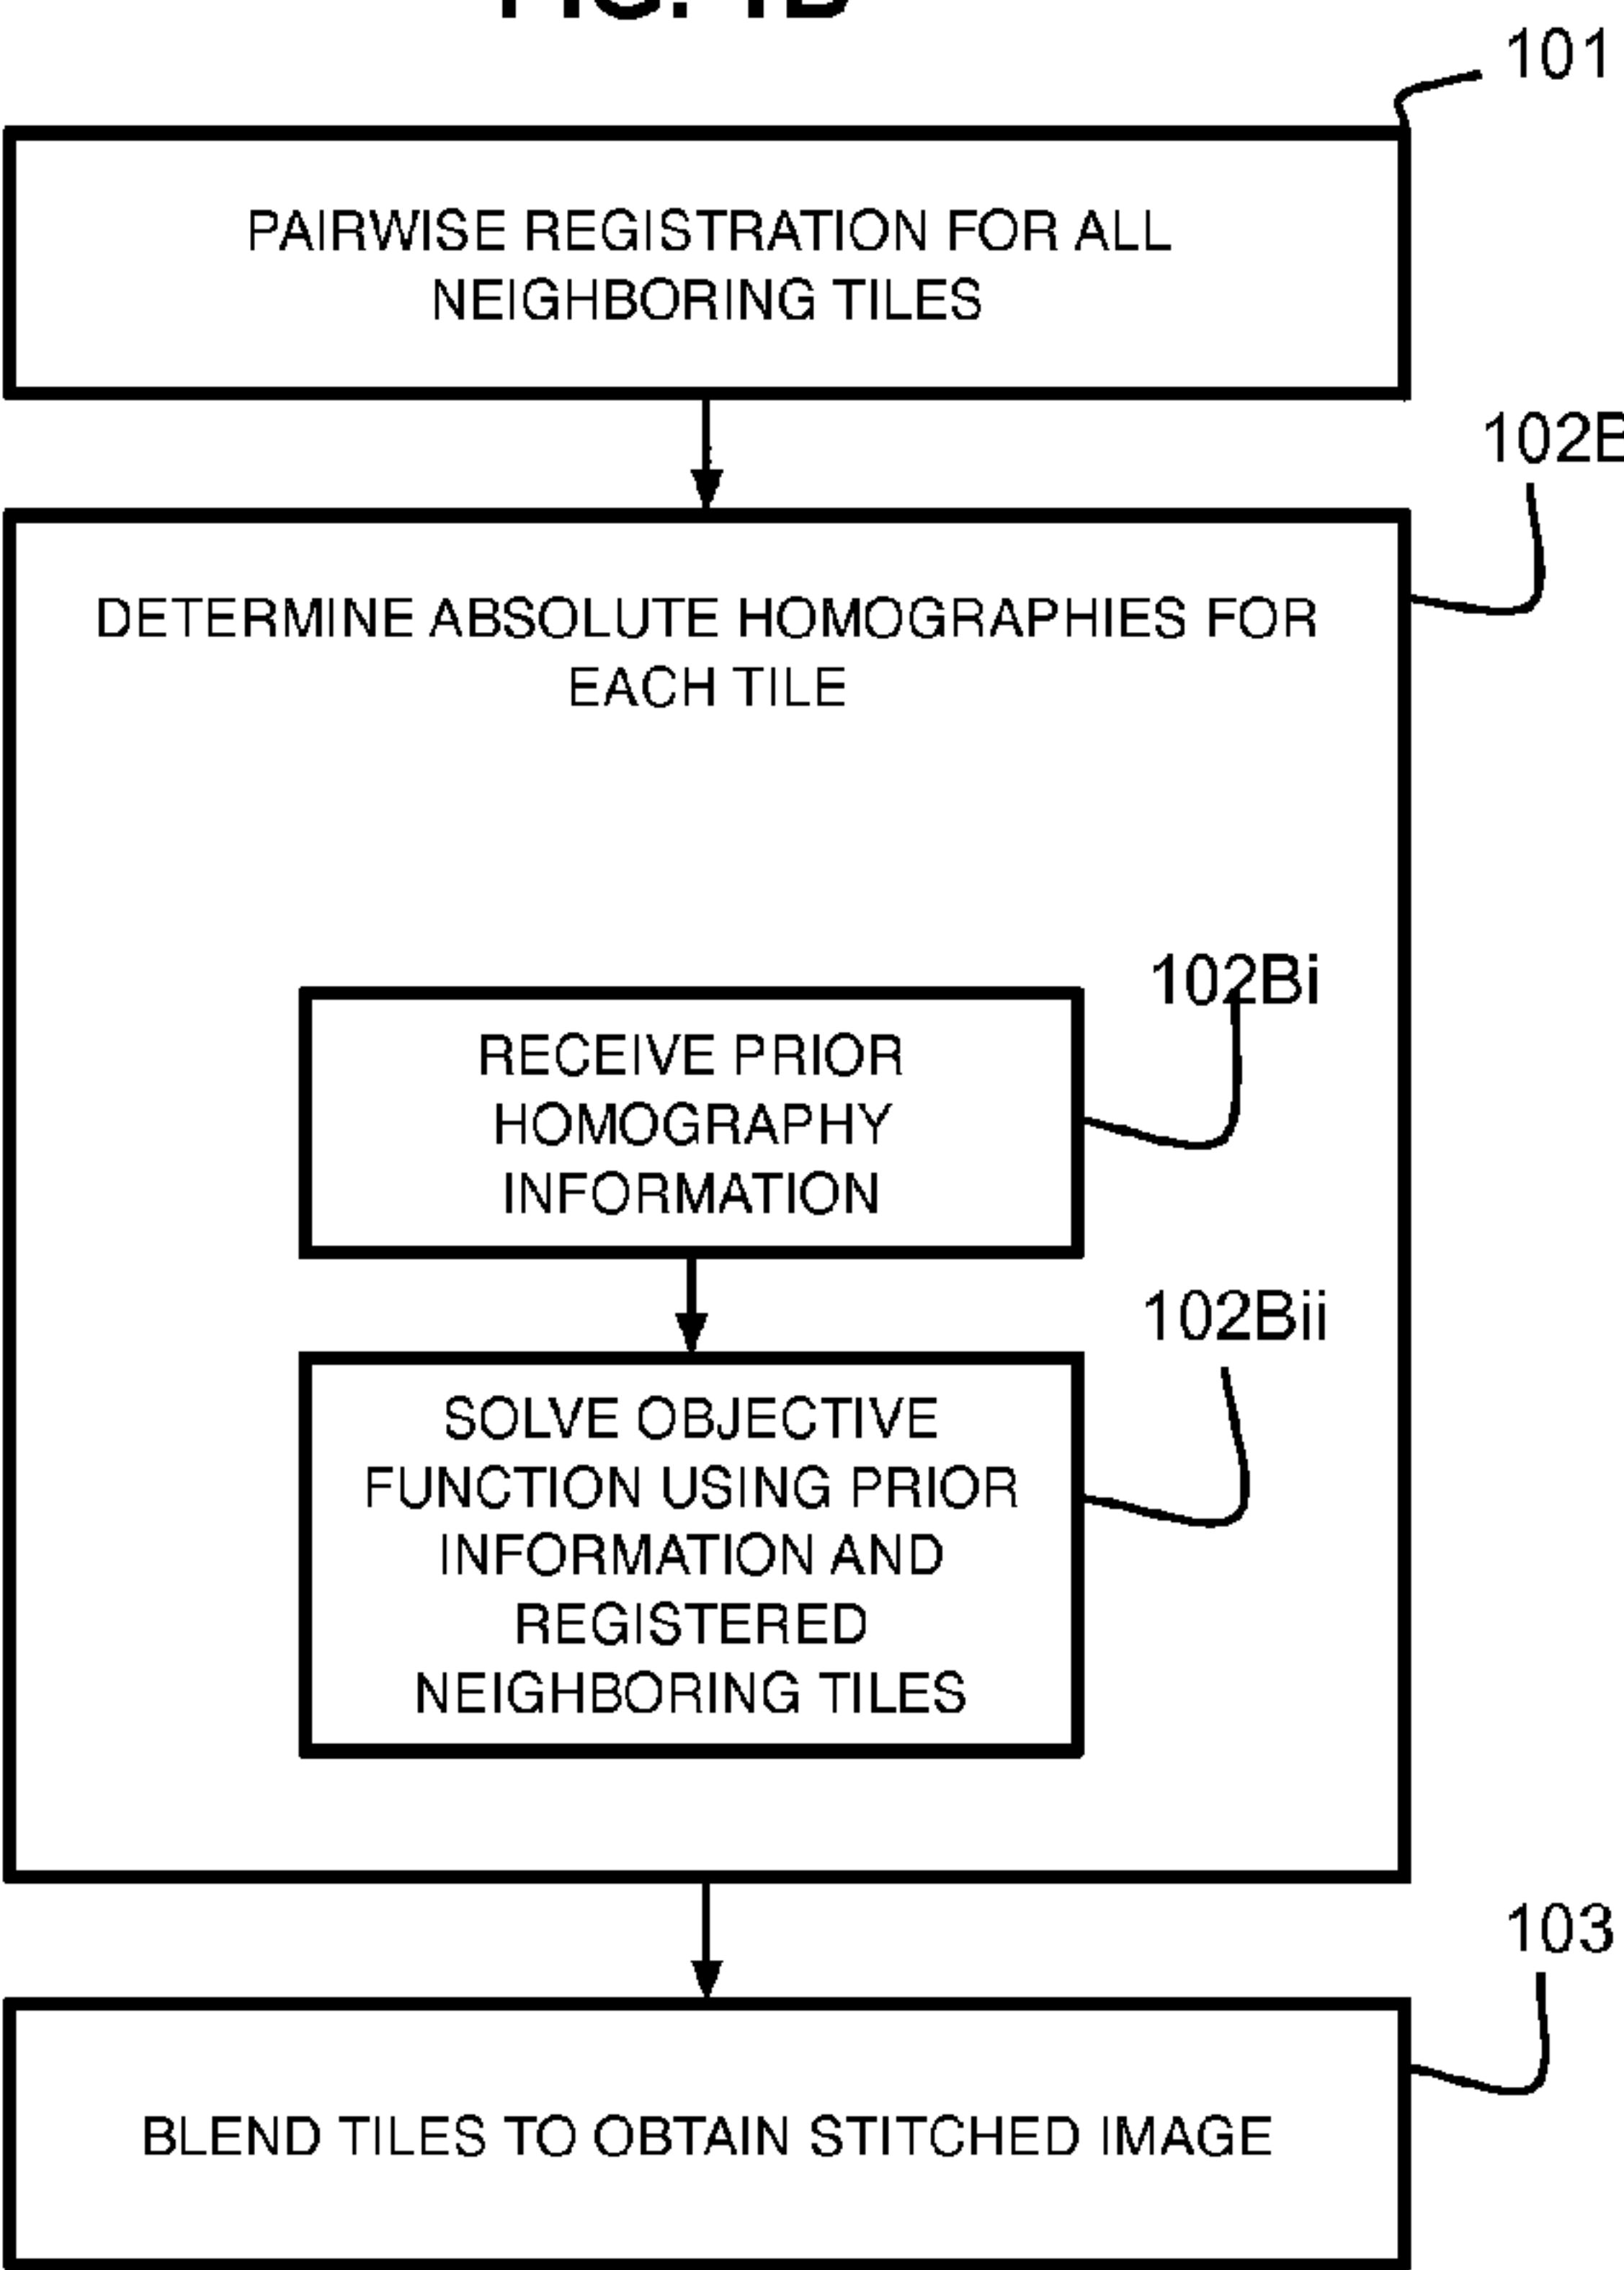 101
PAIRWISE REGISTRATION FOR ALL
NEIGHBORING TILES
102B
DETERMINE ABSOLUTE HOMOGRAPHIES FOR
EACH TILE
102Bi
RECEIVE PRIOR
HOMOGRAPHY
INFORMATION
102Bii
SOLVE OBJECTIVE
FUNCTION USING PRIOR
INFORMATION AND
REGISTERED
NEIGHBORING TILES
103
BLEND TILES TO OBTAIN STITCHED IMAGE